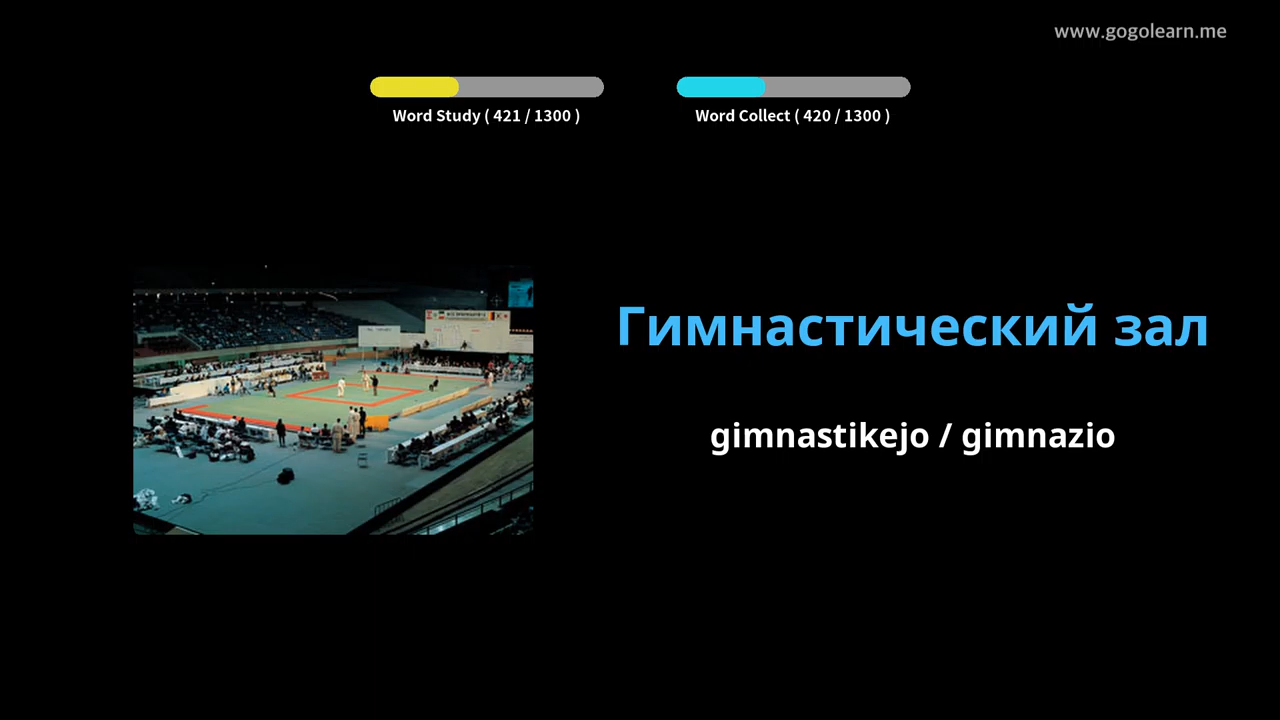 www.gogolearn.me
Word Study ( 421 / 1300 )
Word Collect ( 420 / 1300 )
Гимнастический зал
gimnastikejo / gimnazio